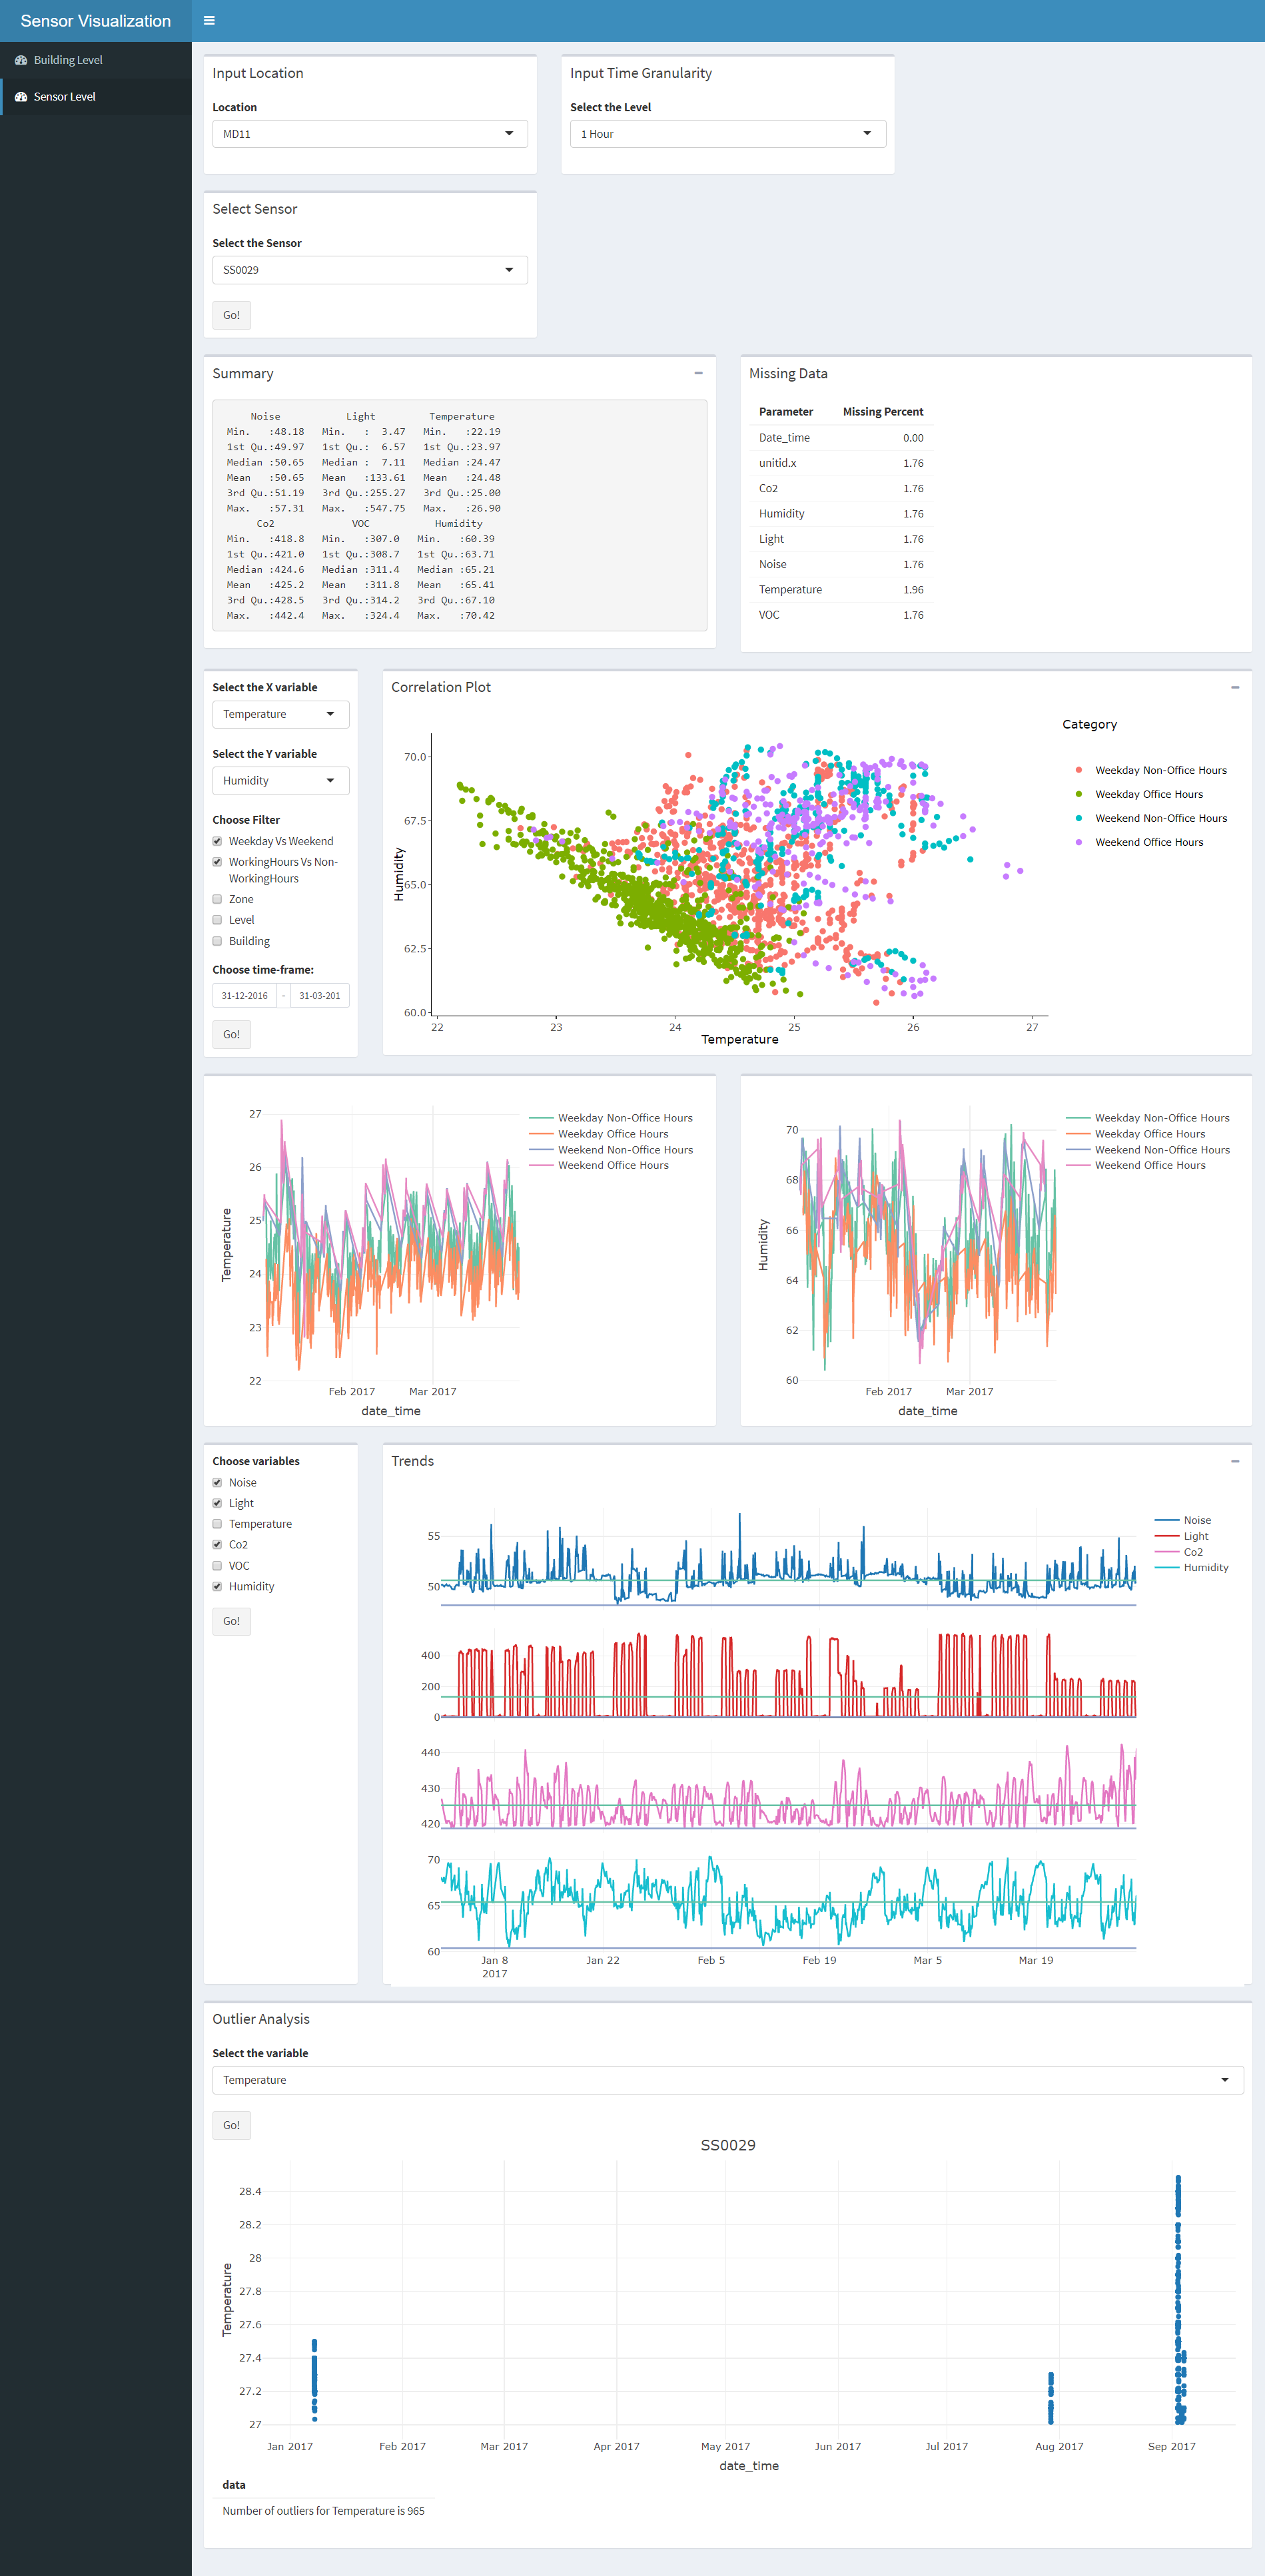 Sensor Visualization
Building Level
Sensor Level
Input Location
Location
MD11
Input Time Granularity
Select the Level
1 Hour
Select Sensor
Select the Sensor
SS0029
Go!
Summary
Noise Light Temperature
Min. :48.18 Min. : 3.47 Min. :22.19
1st Qu.:49.97 1st Qu.: 6.57 1st Qu.:23.97
Median :50.65 Median : 7.11 Median :24.47
Mean :50.65 Mean :133.61 Mean :24.48
3rd Qu.:51.19 3rd Qu.:255.27 3rd Qu.:25.00
Max. :57.31 Max. :547.75 Max. :26.90
Co2 VOC Humidity
Min. :418.8 Min. :307.0 Min. :60.39
1st Qu.:421.0 1st Qu.:308.7 1st Qu.:63.71
Median :424.6 Median :311.4 Median :65.21
Mean :425.2 Mean :311.8 Mean :65.41
3rd Qu.:428.5 3rd Qu.:314.2 3rd Qu.:67.10
Max. :442.4 Max. :324.4 Max. :70.42
Missing Data
Parameter Missing Percent
Date_time 0.00
unitid.x 1.76
Co2 1.76
Humidity 1.76
Light 1.76
Noise 1.76
Temperature 1.96
VOC 1.76
Select the X variable
Temperature
Select the Y variable
Humidity
Choose Filter
Weekday Vs Weekend
WorkingHours Vs Non-
WorkingHours
Zone
Level
Building
Choose time-frame:
31-12-2016 - 31-03-201
Go!
Correlation Plot
Category
Weekday Non-Office Hours
Weekday Office Hours
Weekend Non-Office Hours
Weekend Office Hours
Humidity
70.0
67.5
65.0
62.5
60.0
22 23 24 25 26 27
Temperature
Temperature
27
26
25
24
23
22
Feb 2017 Mar 2017
date_time
Weekday Non-Office Hours
Weekday Office Hours
Weekend Non-Office Hours
Weekend Office Hours
Humidity
70
68
66
64
62
60
Feb 2017 Mar 2017
date_time
Weekday Non-Office Hours
Weekday Office Hours
Weekend Non-Office Hours
Weekend Office Hours
Choose variables
Noise
Light
Temperature
Co2
VOC
Humidity
Go!
Trends
55
50
400
200
0
440
430
420
70
65
60
Jan 8 Jan 22 Feb 5 Feb 19 Mar 5 Mar 19
2017
Noise
Light
Co2
Humidity
Outlier Analysis
Select the variable
Temperature
Go!
SS0029
Temperature
28.4
28.2
28
27.8
27.6
27.4
27.2
27
Jan 2017 Feb 2017 Mar 2017 Apr 2017 May 2017 Jun 2017 Jul 2017 Aug 2017 Sep 2017
date_time
data
Number of outliers for Temperature is 965